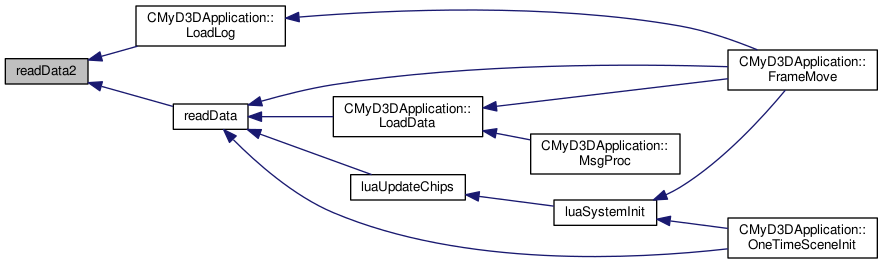 CMyD3DApplication::
LoadLog
readData2
CMyD3DApplication::
FrameMove
readData
CMyD3DApplication::
LoadData
CMyD3DApplication::
MsgProc
luaUpdateChips
luaSystemInit
CMyD3DApplication::
OneTimeSceneInit